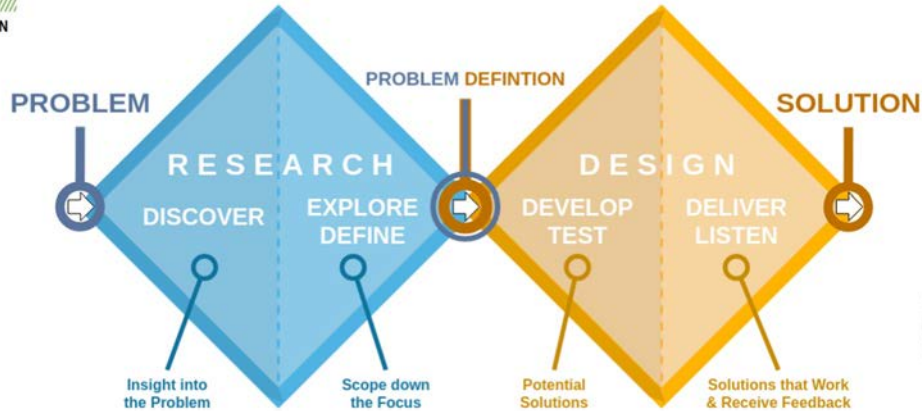 N
PROBLEM
PROBLEM DEFINTION
SOLUTION
RESEARCH
DISCOVER
EXPLORE
DEFINE
DESIGN
DEVELOP
TEST
DELIVER
LISTEN
Insight into
the Problem
Scope down
the Focus
Potential
Solutions
Solutions that Work
& Receive Feedback